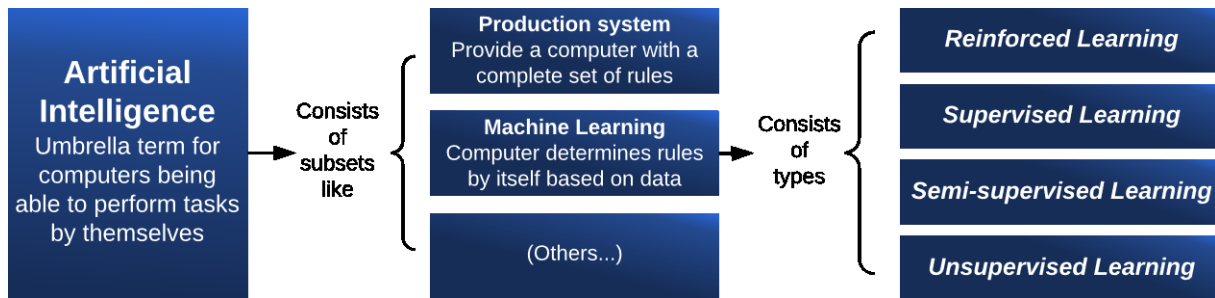 Artificial
Intelligence
Umbrella term for
computers being
able to perform tasks
by themselves
Consists
of
subsets
like
Production system
Provide a computer with a
complete set of rules
Machine Learning
Computer determines rules
by itself based on data
(Others...)
Consists
of
types
Reinforced Learning
Supervised Learning
Semi-supervised Learning
Unsupervised Learning